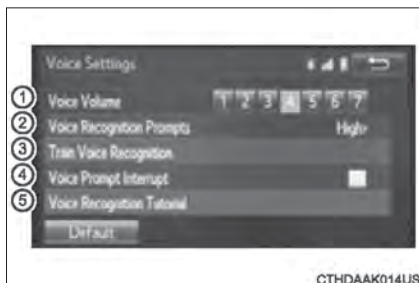 Voice Settings
① Voice Volume 1 2 3 4 5 6 7
② Voice Recognition Prompts High
③ Train Voice Recognition
④ Voice Prompt Interrupt
⑤ Voice Recognition Tutorial
Default
CTHDAAK014US